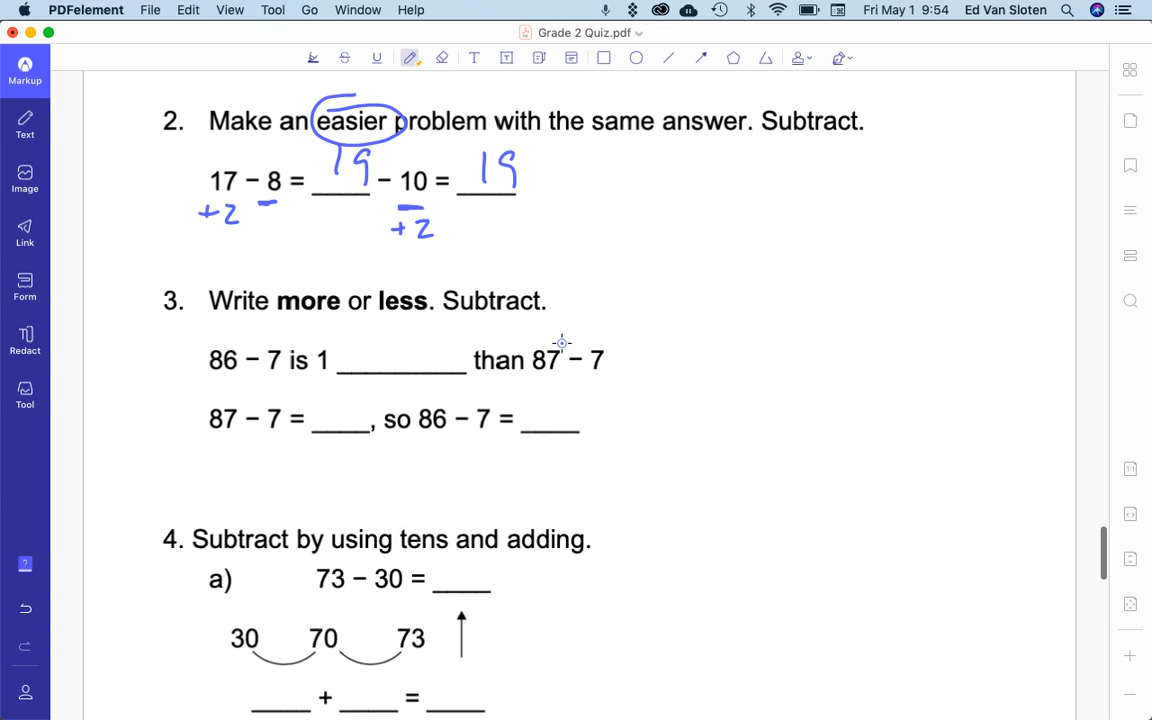 PDFelement File Edit View Tool Go Window Help Fri May 1 9:54 Ed Van Sloten
Grade 2 Quiz.pdf
Markup
Text
Image
Link
Form
Redact
Tool
2. Make an easier problem with the same answer. Subtract.
17 − 8 = 19 − 10 = 19
+2 +2
3. Write more or less. Subtract.
86 − 7 is 1 _________ than 87 − 7
87 − 7 = ____, so 86 − 7 = ____
4. Subtract by using tens and adding.
a) 73 − 30 = ____
30 70 73
____ + ____ = ____